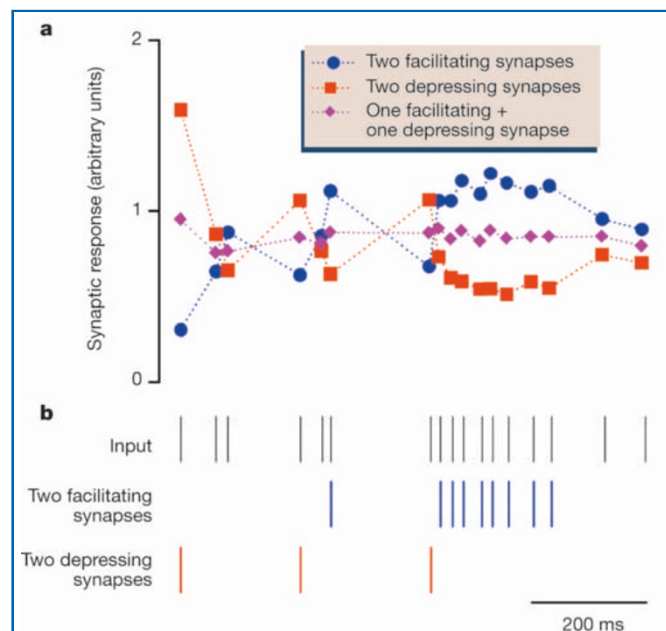 a
2
1
0
Synaptic response (arbitrary units)
Two facilitating synapses
Two depressing synapses
One facilitating +
one depressing synapse
b
Input
Two facilitating
synapses
Two depressing
synapses
200 ms